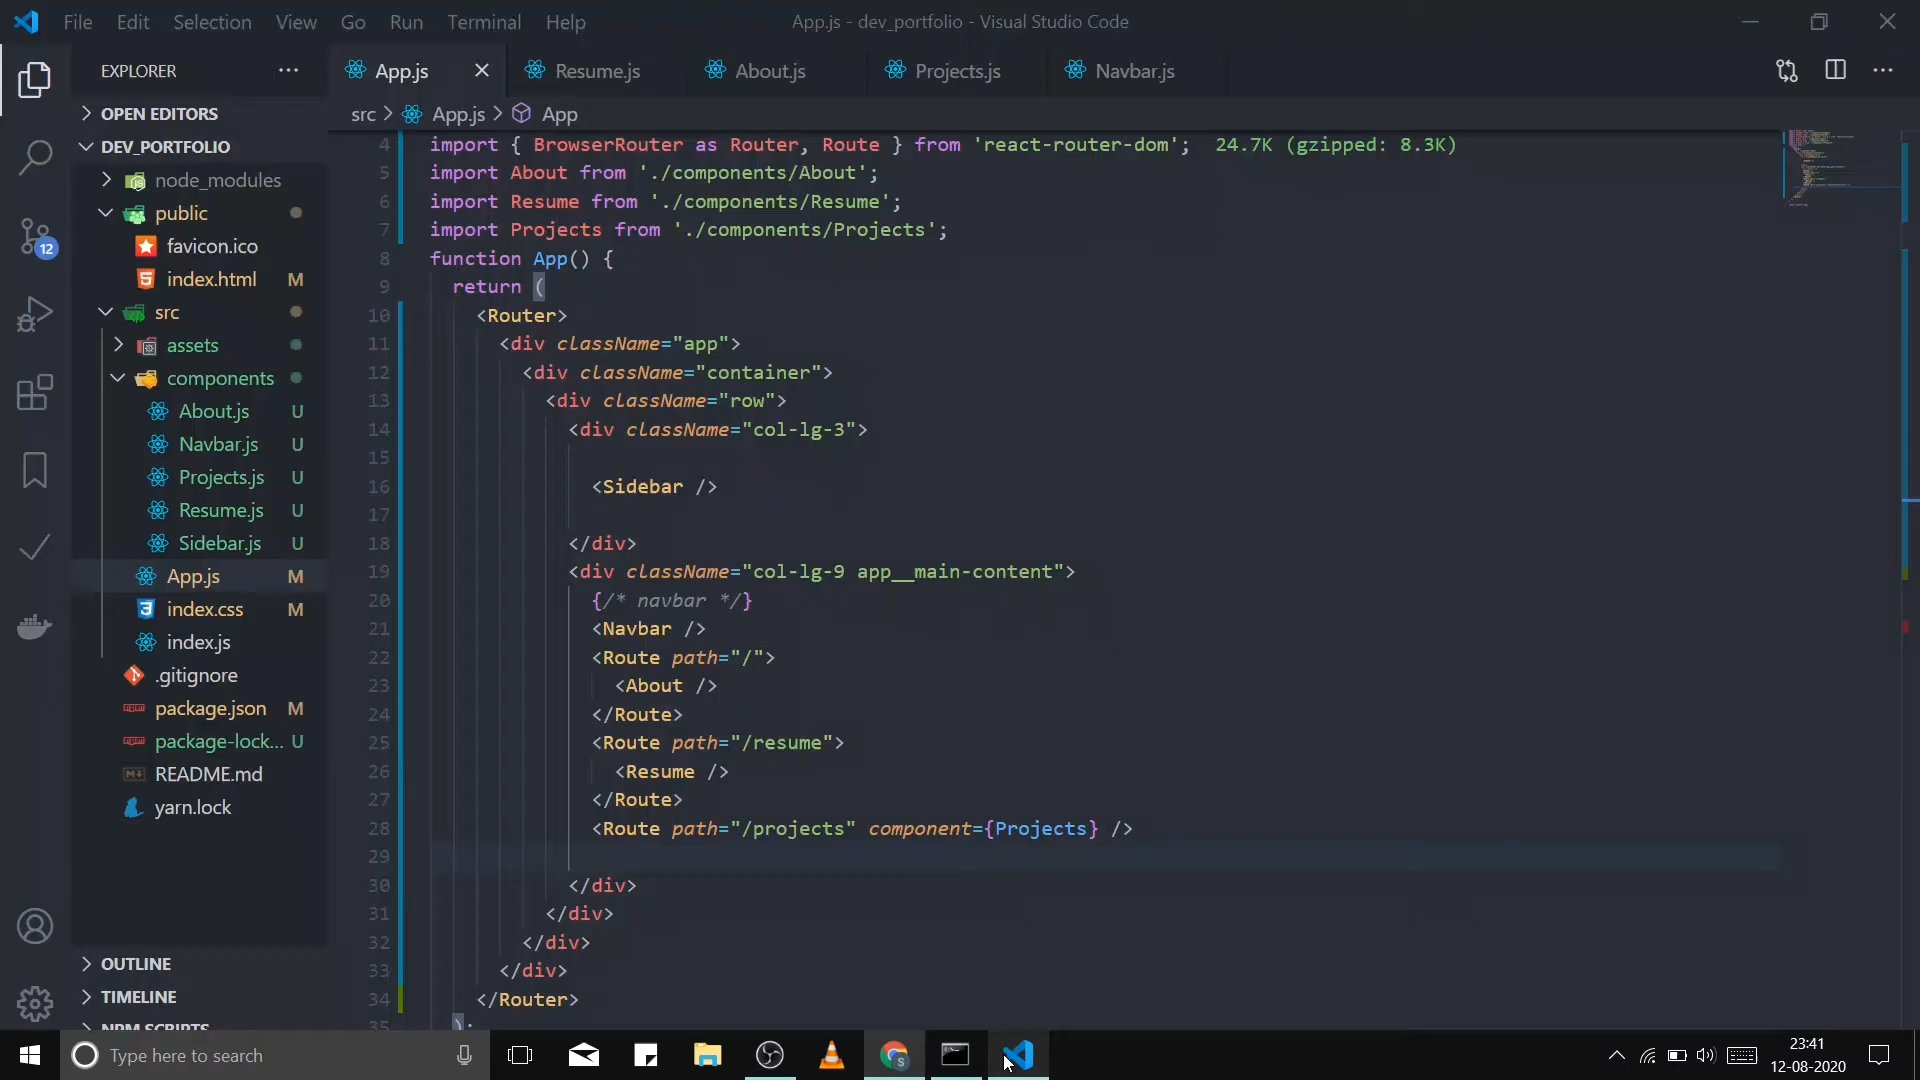 File Edit Selection View Go Run Terminal Help App.js - dev_portfolio - Visual Studio Code
EXPLORER
App.js Resume.js About.js Projects.js Navbar.js
OPEN EDITORS
src > App.js > App
DEV_PORTFOLIO
node_modules
public
favicon.ico
index.html M
src
assets
components
About.js U
Navbar.js U
Projects.js U
Resume.js U
Sidebar.js U
App.js M
index.css M
index.js
.gitignore
package.json M
package-lock... U
README.md
yarn.lock
OUTLINE
TIMELINE
NPM SCRIPTS
12
4 import { BrowserRouter as Router, Route } from 'react-router-dom'; 24.7K (gzipped: 8.3K)
5 import About from './components/About';
6 import Resume from './components/Resume';
7 import Projects from './components/Projects';
8 function App() {
9 return (
10 <Router>
11 <div className="app">
12 <div className="container">
13 <div className="row">
14 <div className="col-lg-3">
15
16 <Sidebar />
17
18 </div>
19 <div className="col-lg-9 app__main-content">
20 {/* navbar */}
21 <Navbar />
22 <Route path="/">
23 <About />
24 </Route>
25 <Route path="/resume">
26 <Resume />
27 </Route>
28 <Route path="/projects" component={Projects} />
29
30 </div>
31 </div>
32 </div>
33 </div>
34 </Router>
35 );
Type here to search
23:41
12-08-2020